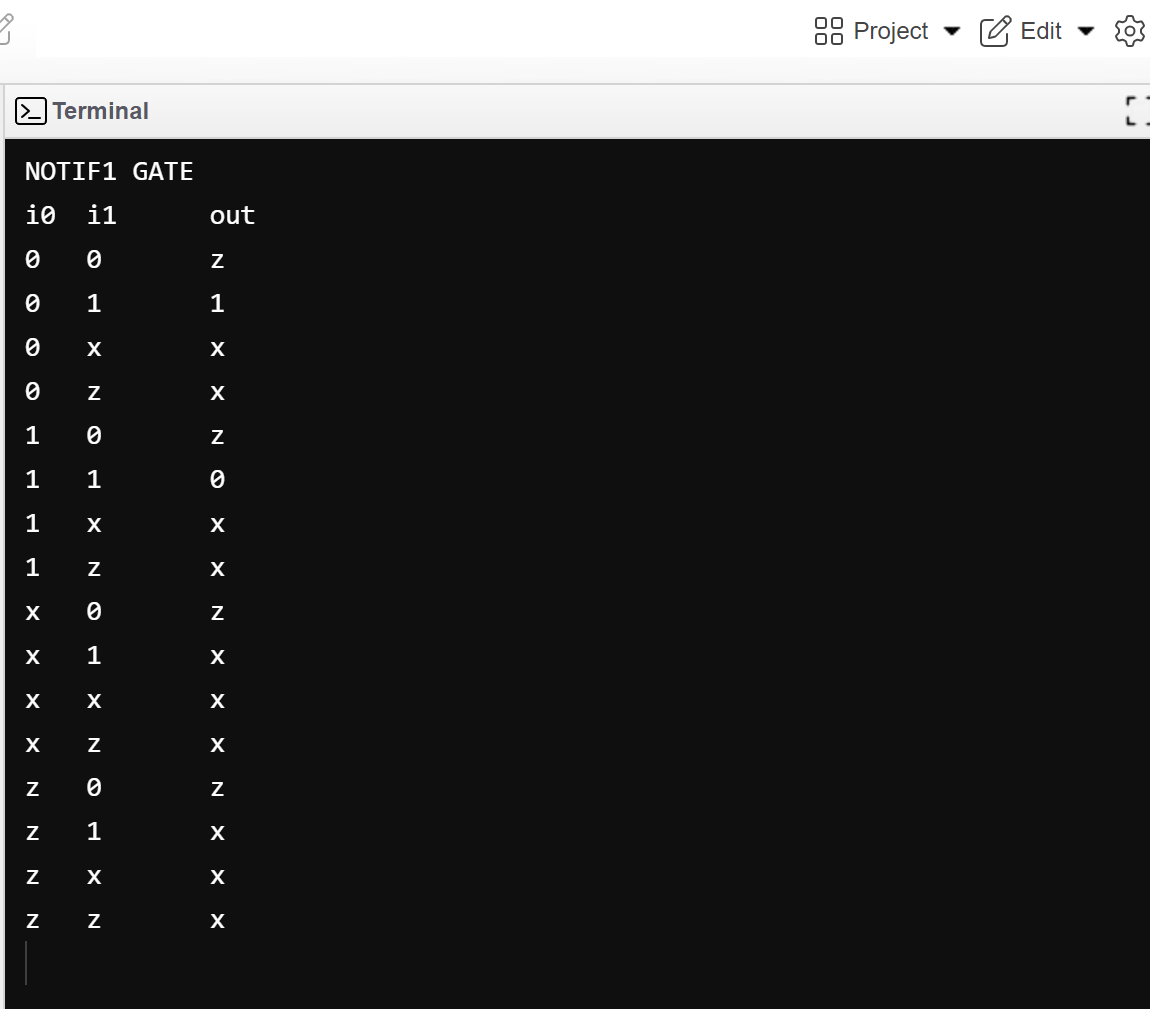 Project Edit
Terminal
NOTIF1 GATE
i0 i1 out
0 0 z
0 1 1
0 x x
0 z x
1 0 z
1 1 0
1 x x
1 z x
x 0 z
x 1 x
x x x
x z x
z 0 z
z 1 x
z x x
z z x